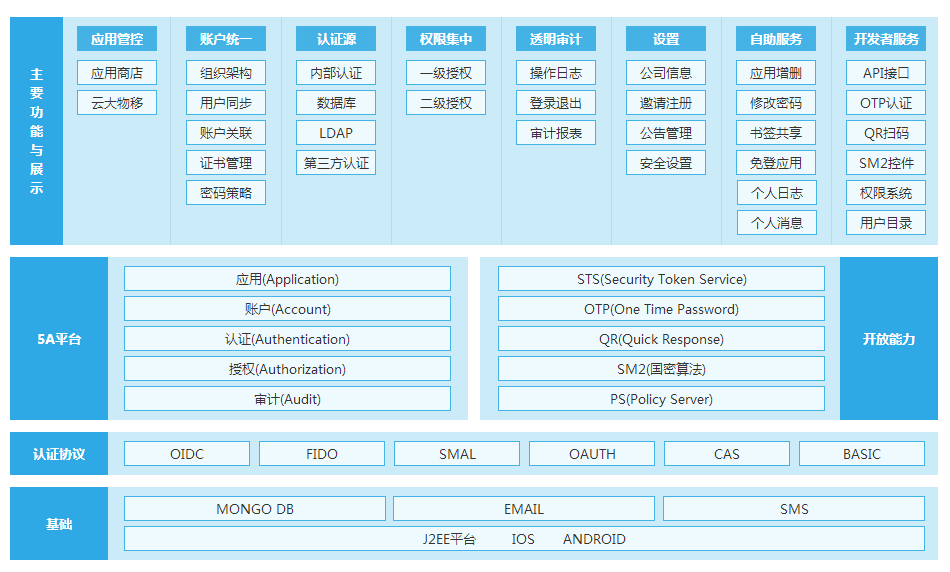 主要功能与展示
应用管控
应用商店
云大物移
账户统一
组织架构
用户同步
账户关联
证书管理
密码策略
认证源
内部认证
数据库
LDAP
第三方认证
权限集中
一级授权
二级授权
透明审计
操作日志
登录退出
审计报表
设置
公司信息
邀请注册
公告管理
安全设置
自助服务
应用增删
修改密码
书签共享
免登应用
个人日志
个人消息
开发者服务
API接口
OTP认证
QR扫码
SM2控件
权限系统
用户目录
5A平台
应用(Application)
账户(Account)
认证(Authentication)
授权(Authorization)
审计(Audit)
STS(Security Token Service)
OTP(One Time Password)
QR(Quick Response)
SM2(国密算法)
PS(Policy Server)
开放能力
认证协议
OIDC
FIDO
SMAL
OAUTH
CAS
BASIC
基础
MONGO DB
EMAIL
SMS
J2EE平台 IOS ANDROID